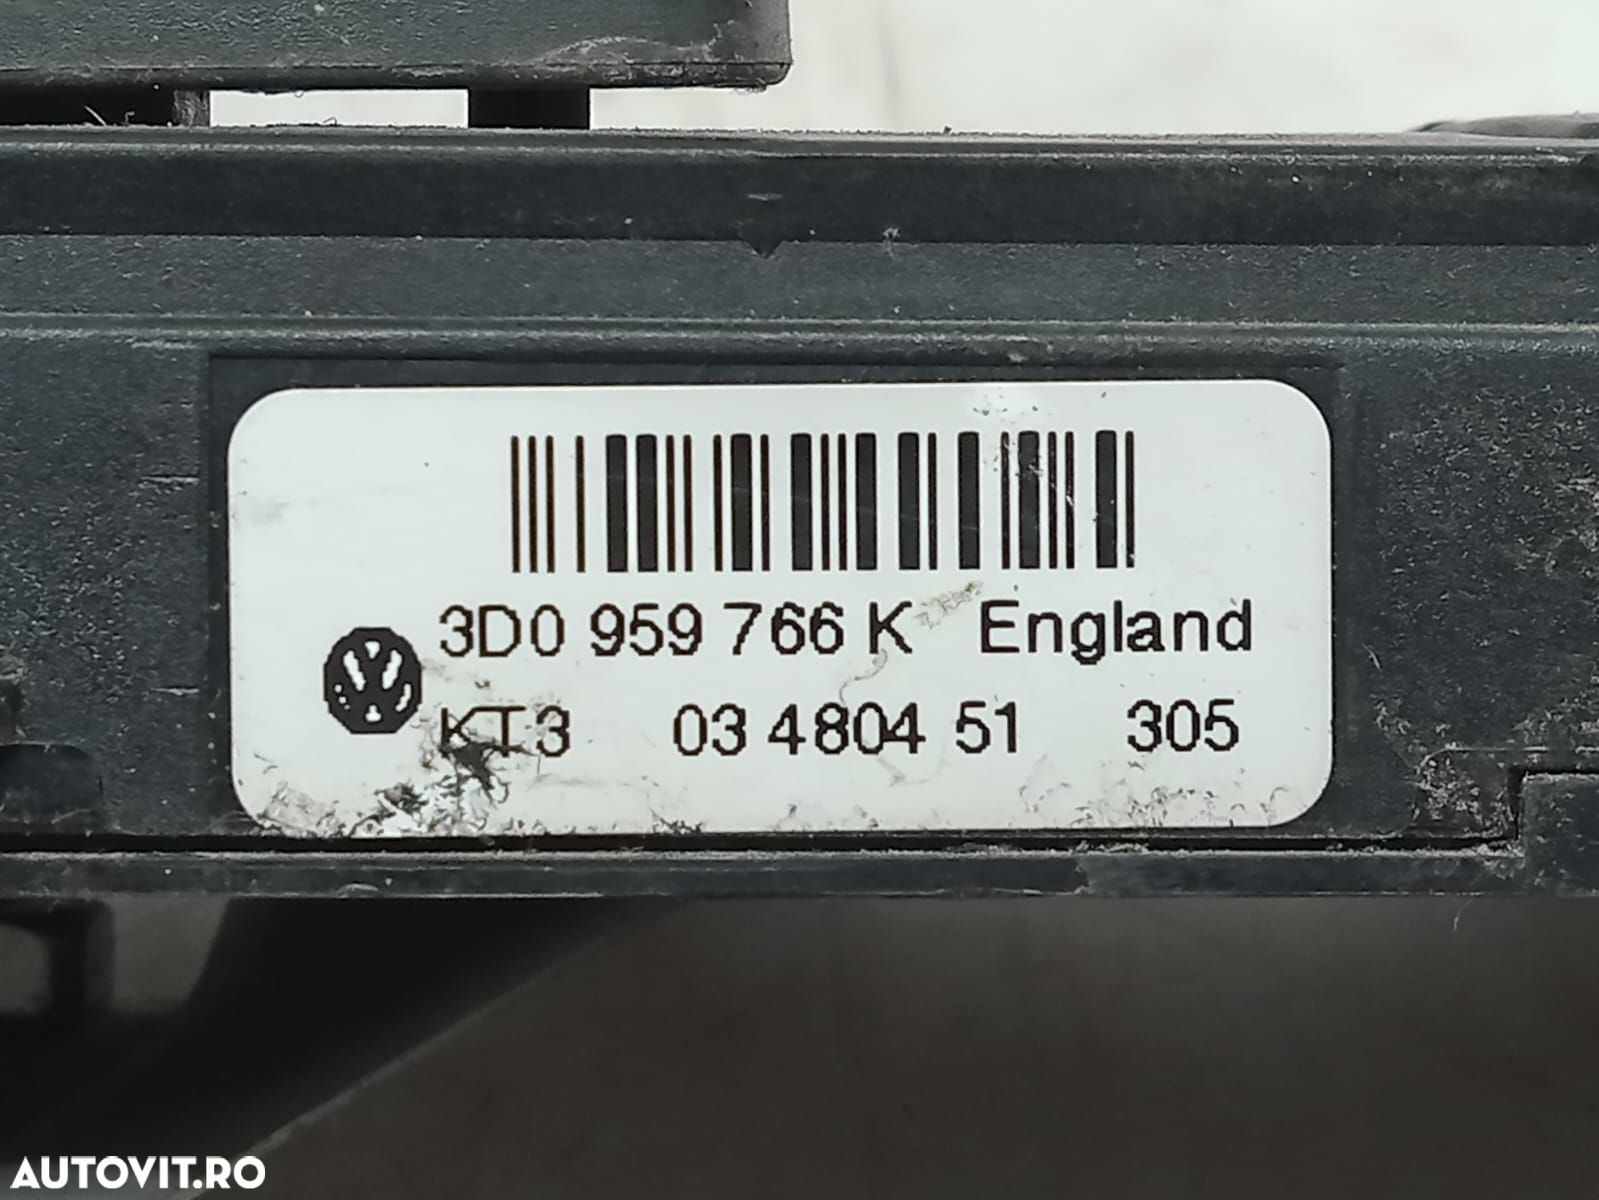 3D0 959 766 K England
KT3 03 4804 51 305
AUTOVIT.RO